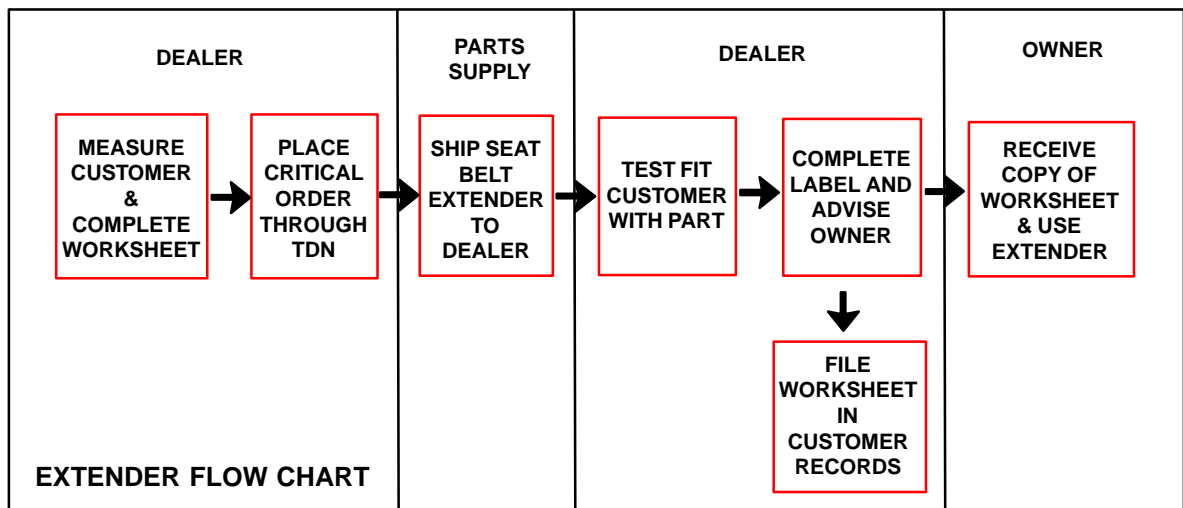 DEALER
PARTS
SUPPLY
DEALER
OWNER
MEASURE
CUSTOMER
&
COMPLETE
WORKSHEET
PLACE
CRITICAL
ORDER
THROUGH
TDN
SHIP SEAT
BELT
EXTENDER
TO
DEALER
TEST FIT
CUSTOMER
WITH PART
COMPLETE
LABEL AND
ADVISE
OWNER
RECEIVE
COPY OF
WORKSHEET
& USE
EXTENDER
FILE
WORKSHEET
IN
CUSTOMER
RECORDS
EXTENDER FLOW CHART